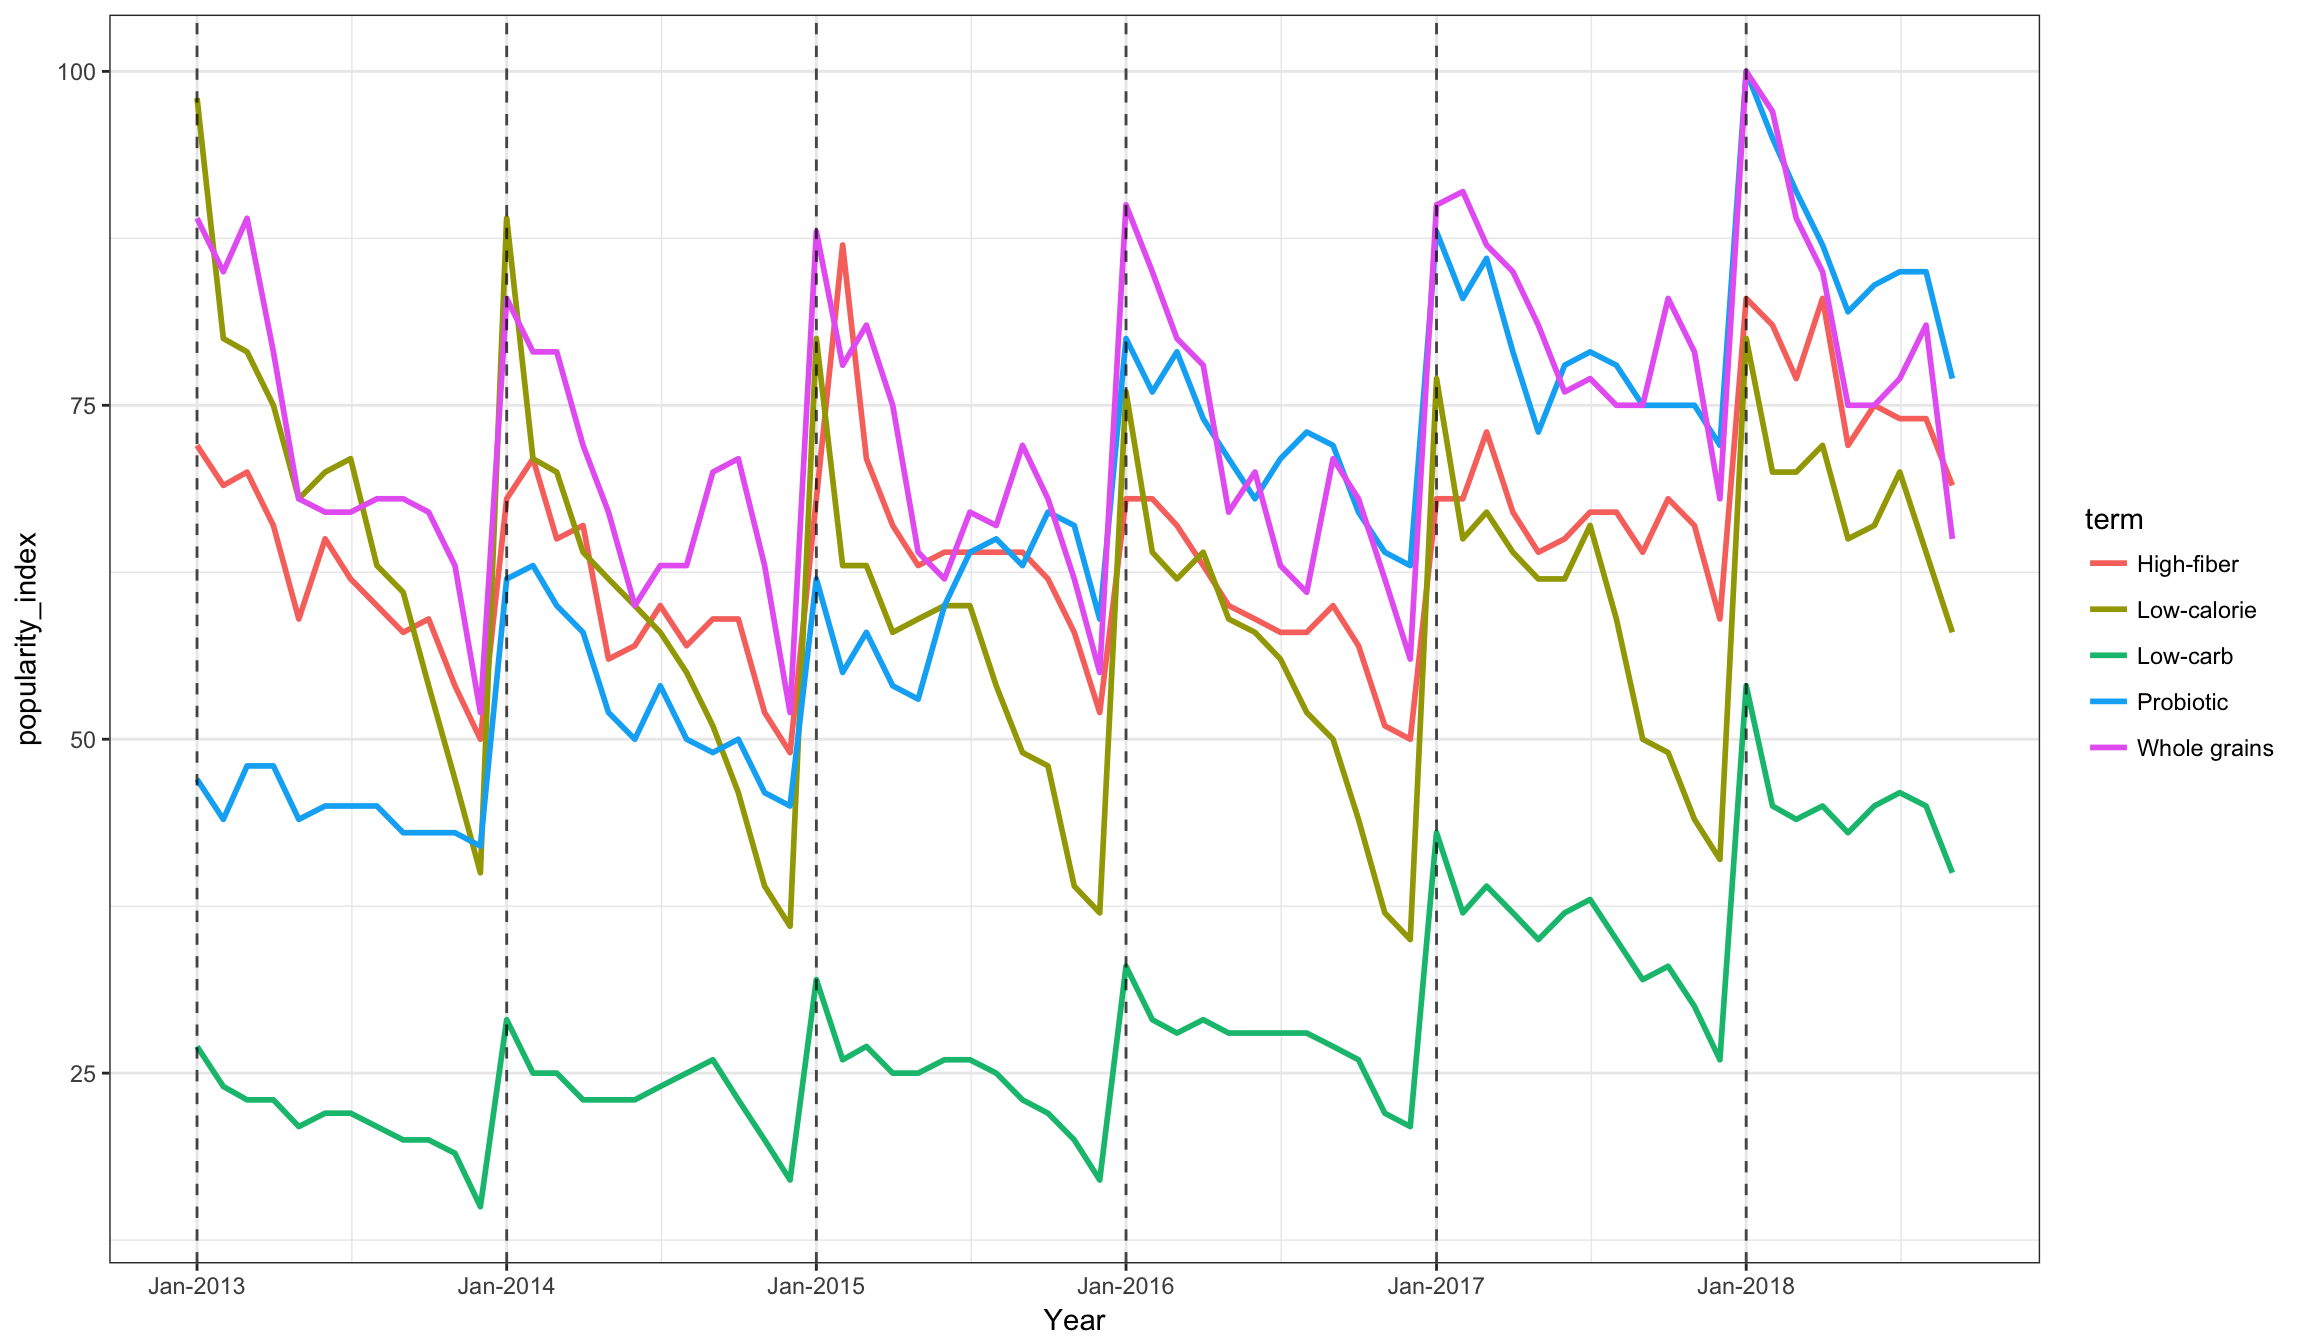 popularity_index
100
75
50
25
Jan-2013
Jan-2014
Jan-2015
Jan-2016
Jan-2017
Jan-2018
Year
term
High-fiber
Low-calorie
Low-carb
Probiotic
Whole grains